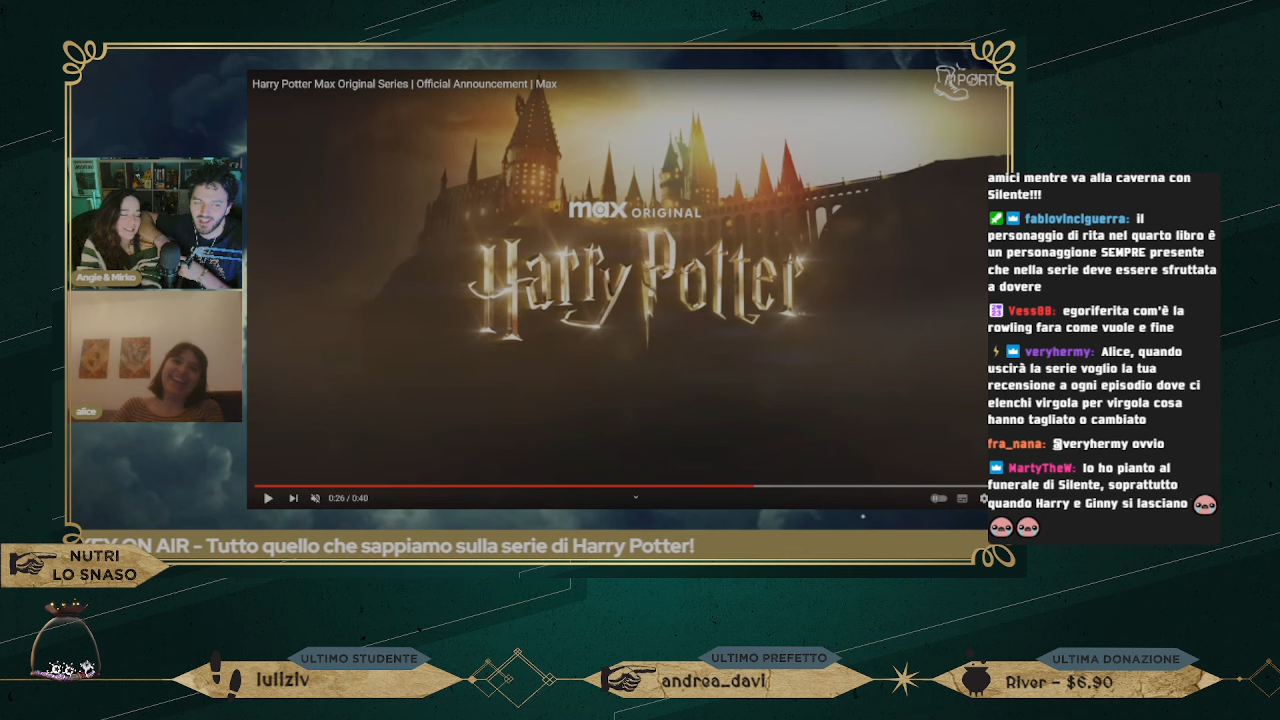 Harry Potter Max Original Series | Official Announcement | Max
PORTU
max ORIGINAL
Harry Potter
Angie & Mirko
alice
0:26 / 0:40
amici mentre va alla caverna con
Silente!!!
fabiovinciguerra: il
personaggio di rita nel quarto libro è
un personaggione SEMPRE presente
che nella serie deve essere sfruttata
a dovere
Vess88: egoriferita com'è la
rowling fara come vuole e fine
veryhermy: Alice, quando
uscirà la serie voglio la tua
recensione a ogni episodio dove ci
elenchi virgola per virgola cosa
hanno tagliato o cambiato
fra_nana: @veryhermy ovvio
MartyTheW: Io ho pianto al
funerale di Silente, soprattutto
quando Harry e Ginny si lasciano
ON AIR - Tutto quello che sappiamo sulla serie di Harry Potter!
NUTRI
LO SNASO
ULTIMO STUDENTE
iulizlv
ULTIMO PREFETTO
andrea_davi
ULTIMA DONAZIONE
River - $6.90